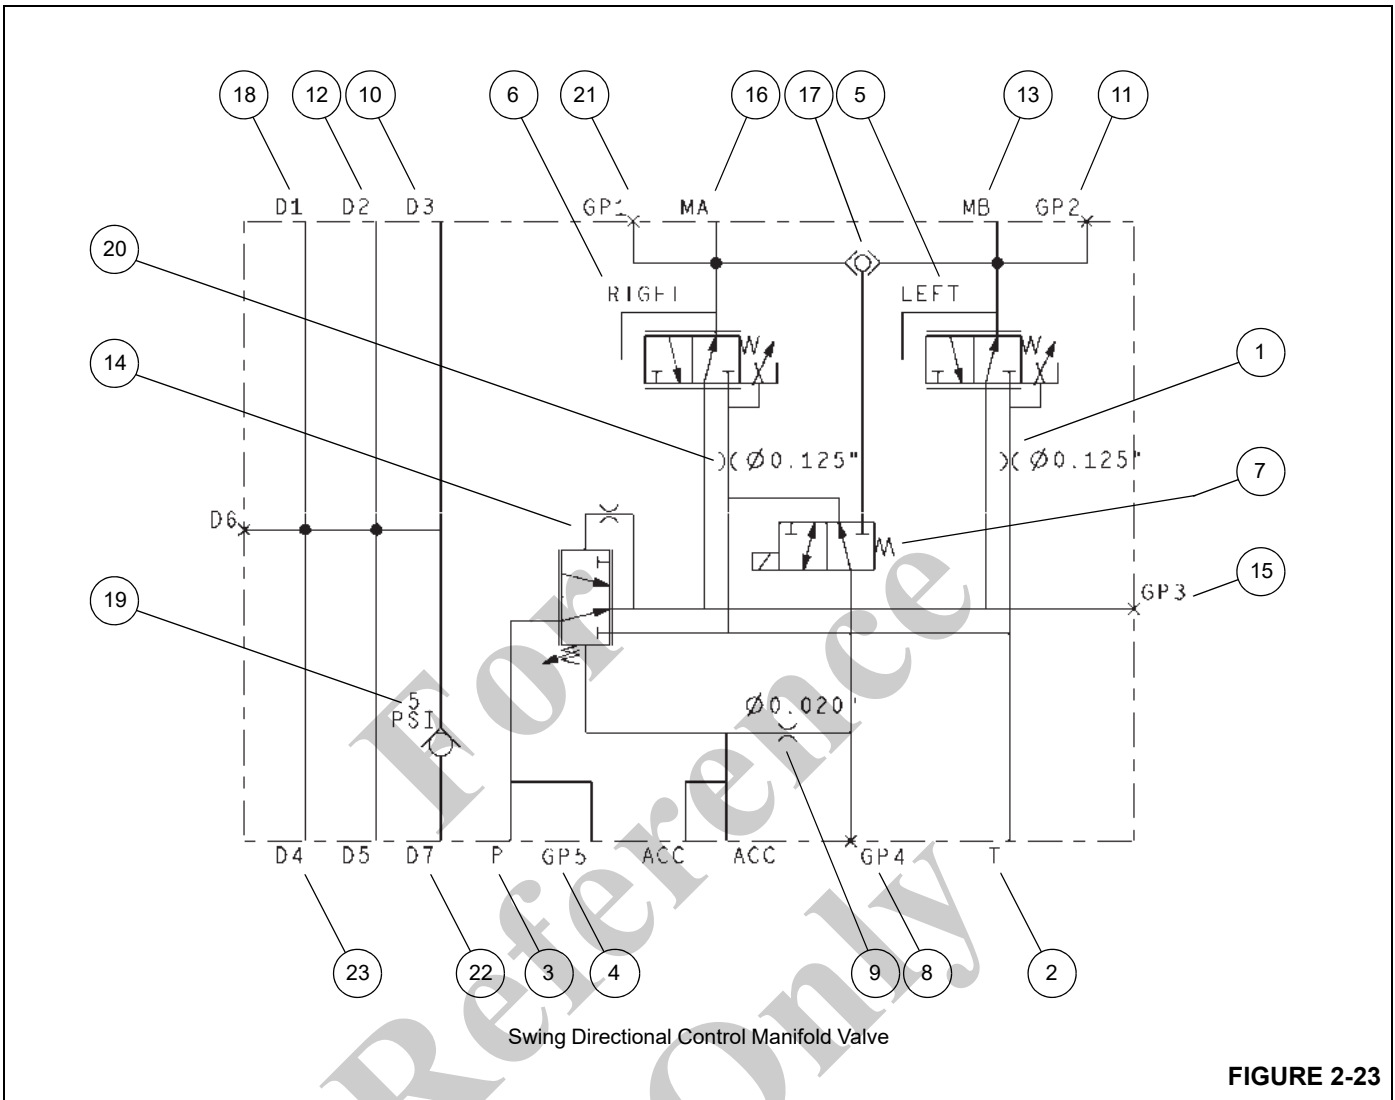 18 12 10 6 21 16 17 5 13 11
D1 D2 D3 GP1 MA MB GP2
20
RIGHT LEFT
14 1
)(Ø0.125" )(Ø0.125"
7
D6
15
GP3
19
5
PSI
Ø0.020"
D4 D5 D7 P GP5 ACC ACC GP4 T
23 22 3 4 9 8 2
For
Reference
Only
Swing Directional Control Manifold Valve
FIGURE 2-23